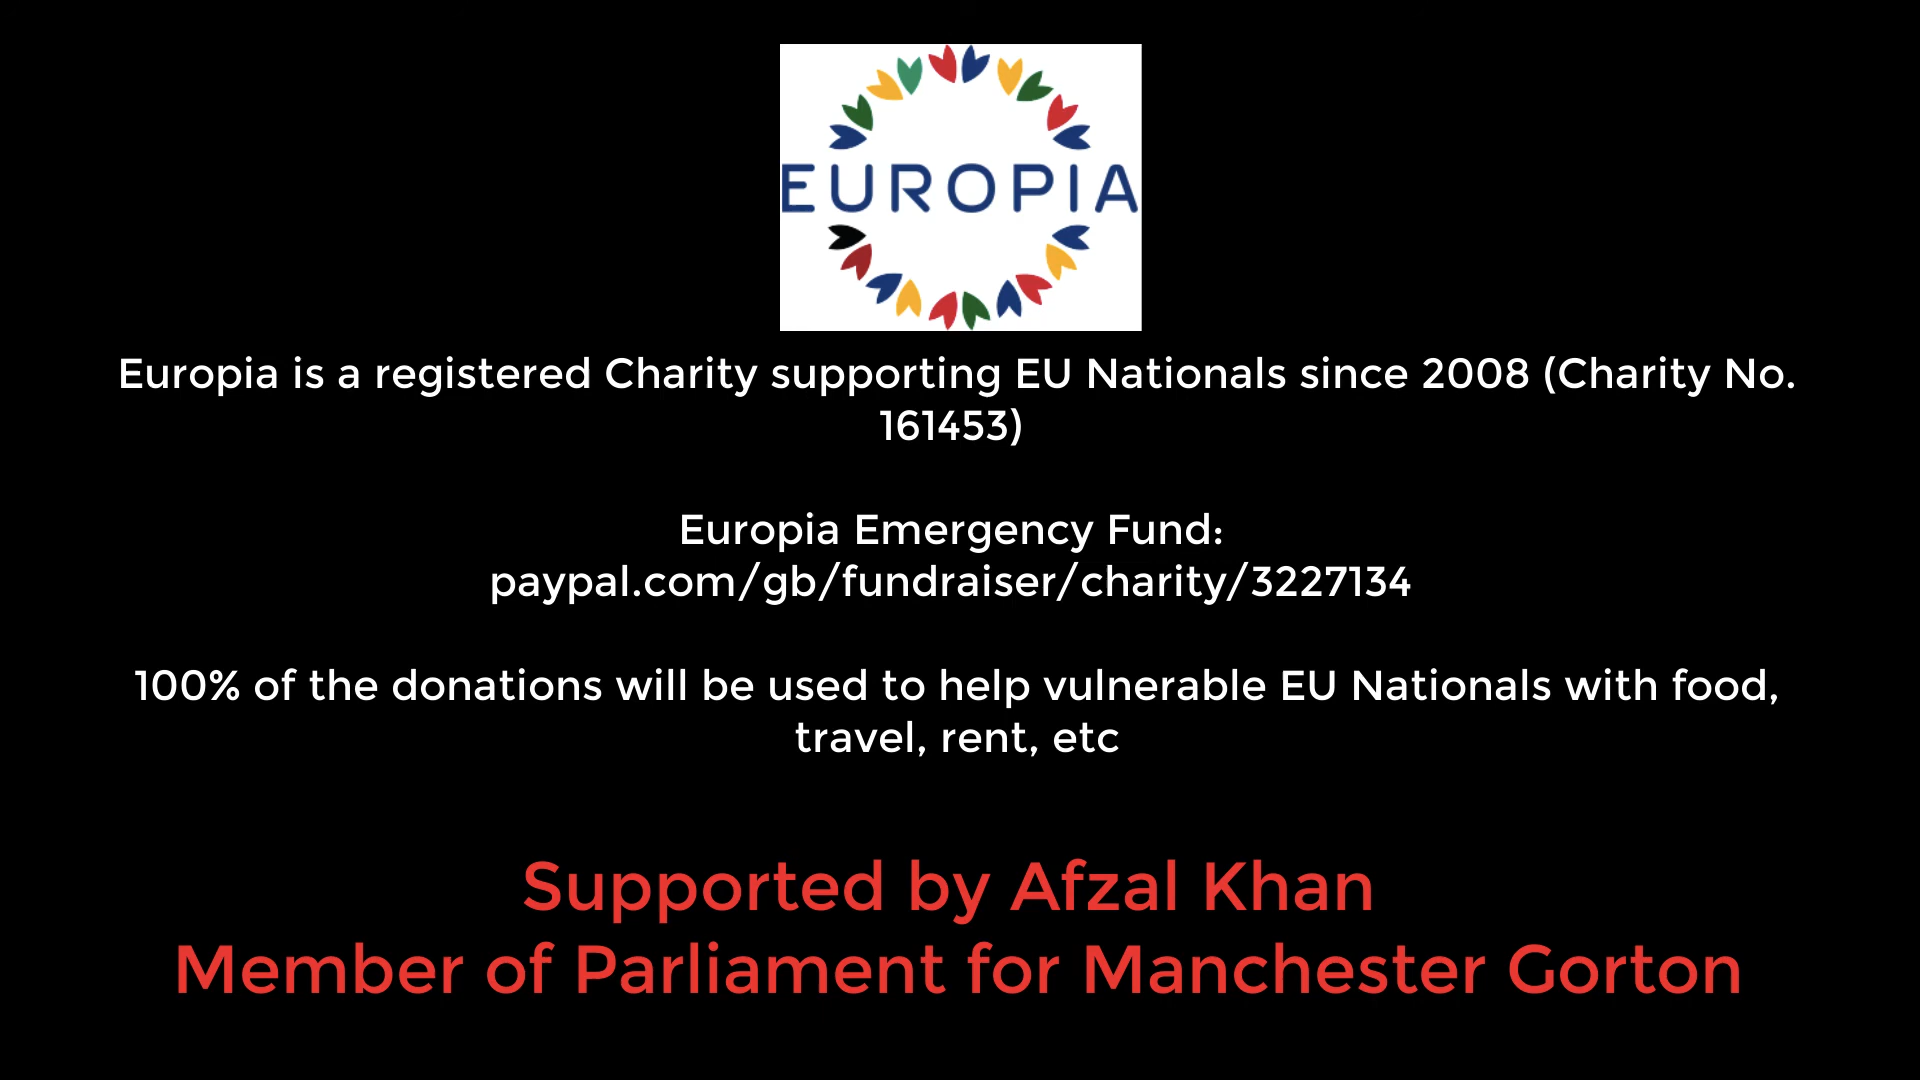 EUROPIA
Europia is a registered Charity supporting EU Nationals since 2008 (Charity No.
161453)
Europia Emergency Fund:
paypal.com/gb/fundraiser/charity/3227134
100% of the donations will be used to help vulnerable EU Nationals with food,
travel, rent, etc
Supported by Afzal Khan
Member of Parliament for Manchester Gorton